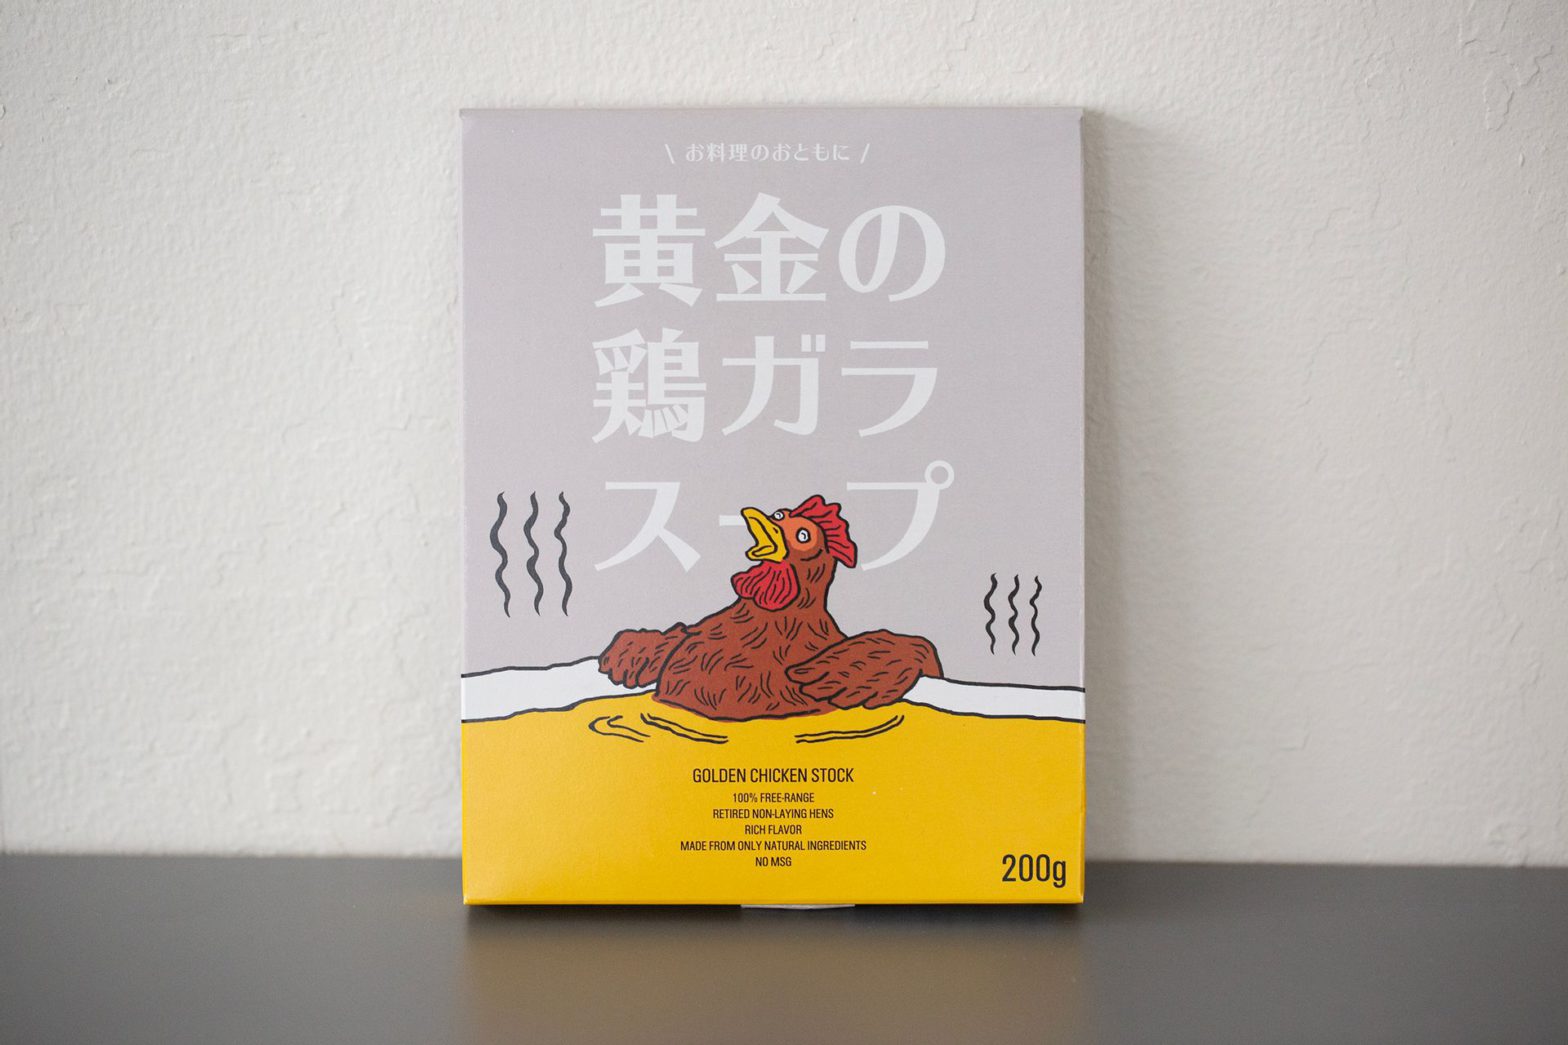 \ お料理のおともに /
黄金の
鶏ガラ
スープ
GOLDEN CHICKEN STOCK
100% FREE-RANGE
RETIRED NON-LAYING HENS
RICH FLAVOR
MADE FROM ONLY NATURAL INGREDIENTS
NO MSG
200g